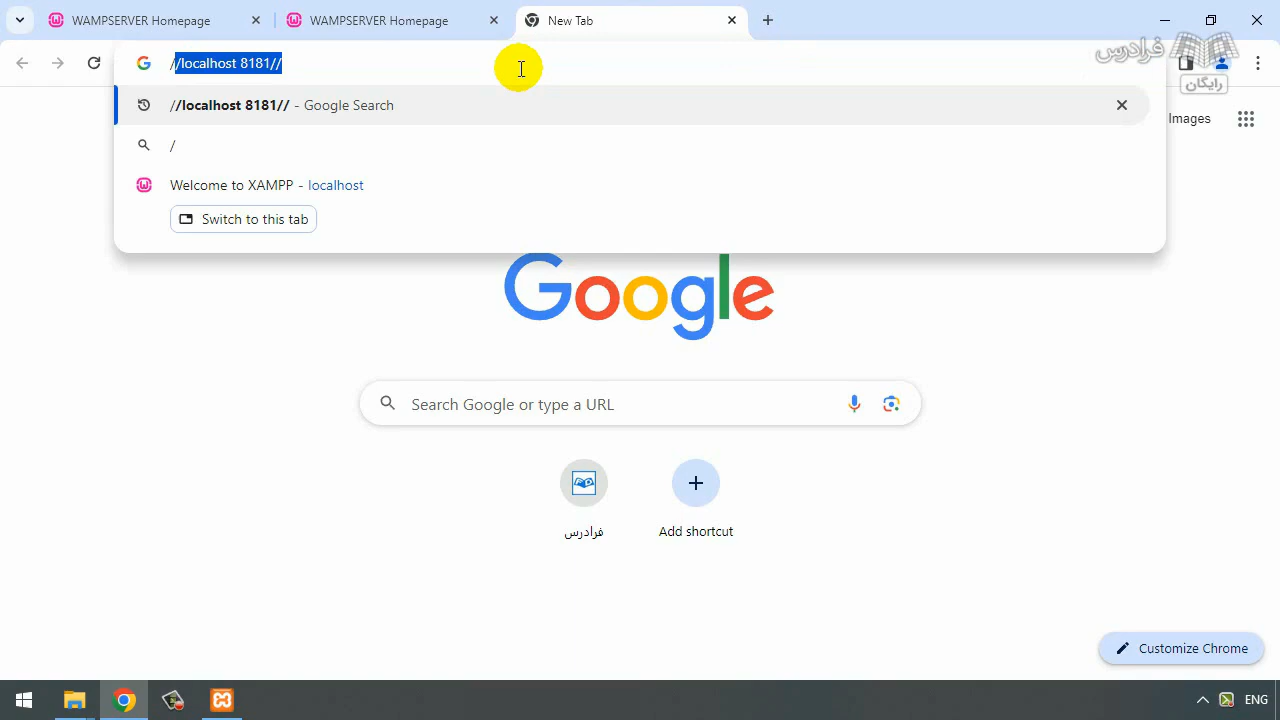 WAMPSERVER Homepage
WAMPSERVER Homepage
New Tab
//localhost 8181//
فرادرس
رایگان
//localhost 8181// - Google Search
/
Images
Welcome to XAMPP - localhost
Switch to this tab
Google
Search Google or type a URL
فرادرس
Add shortcut
Customize Chrome
ENG